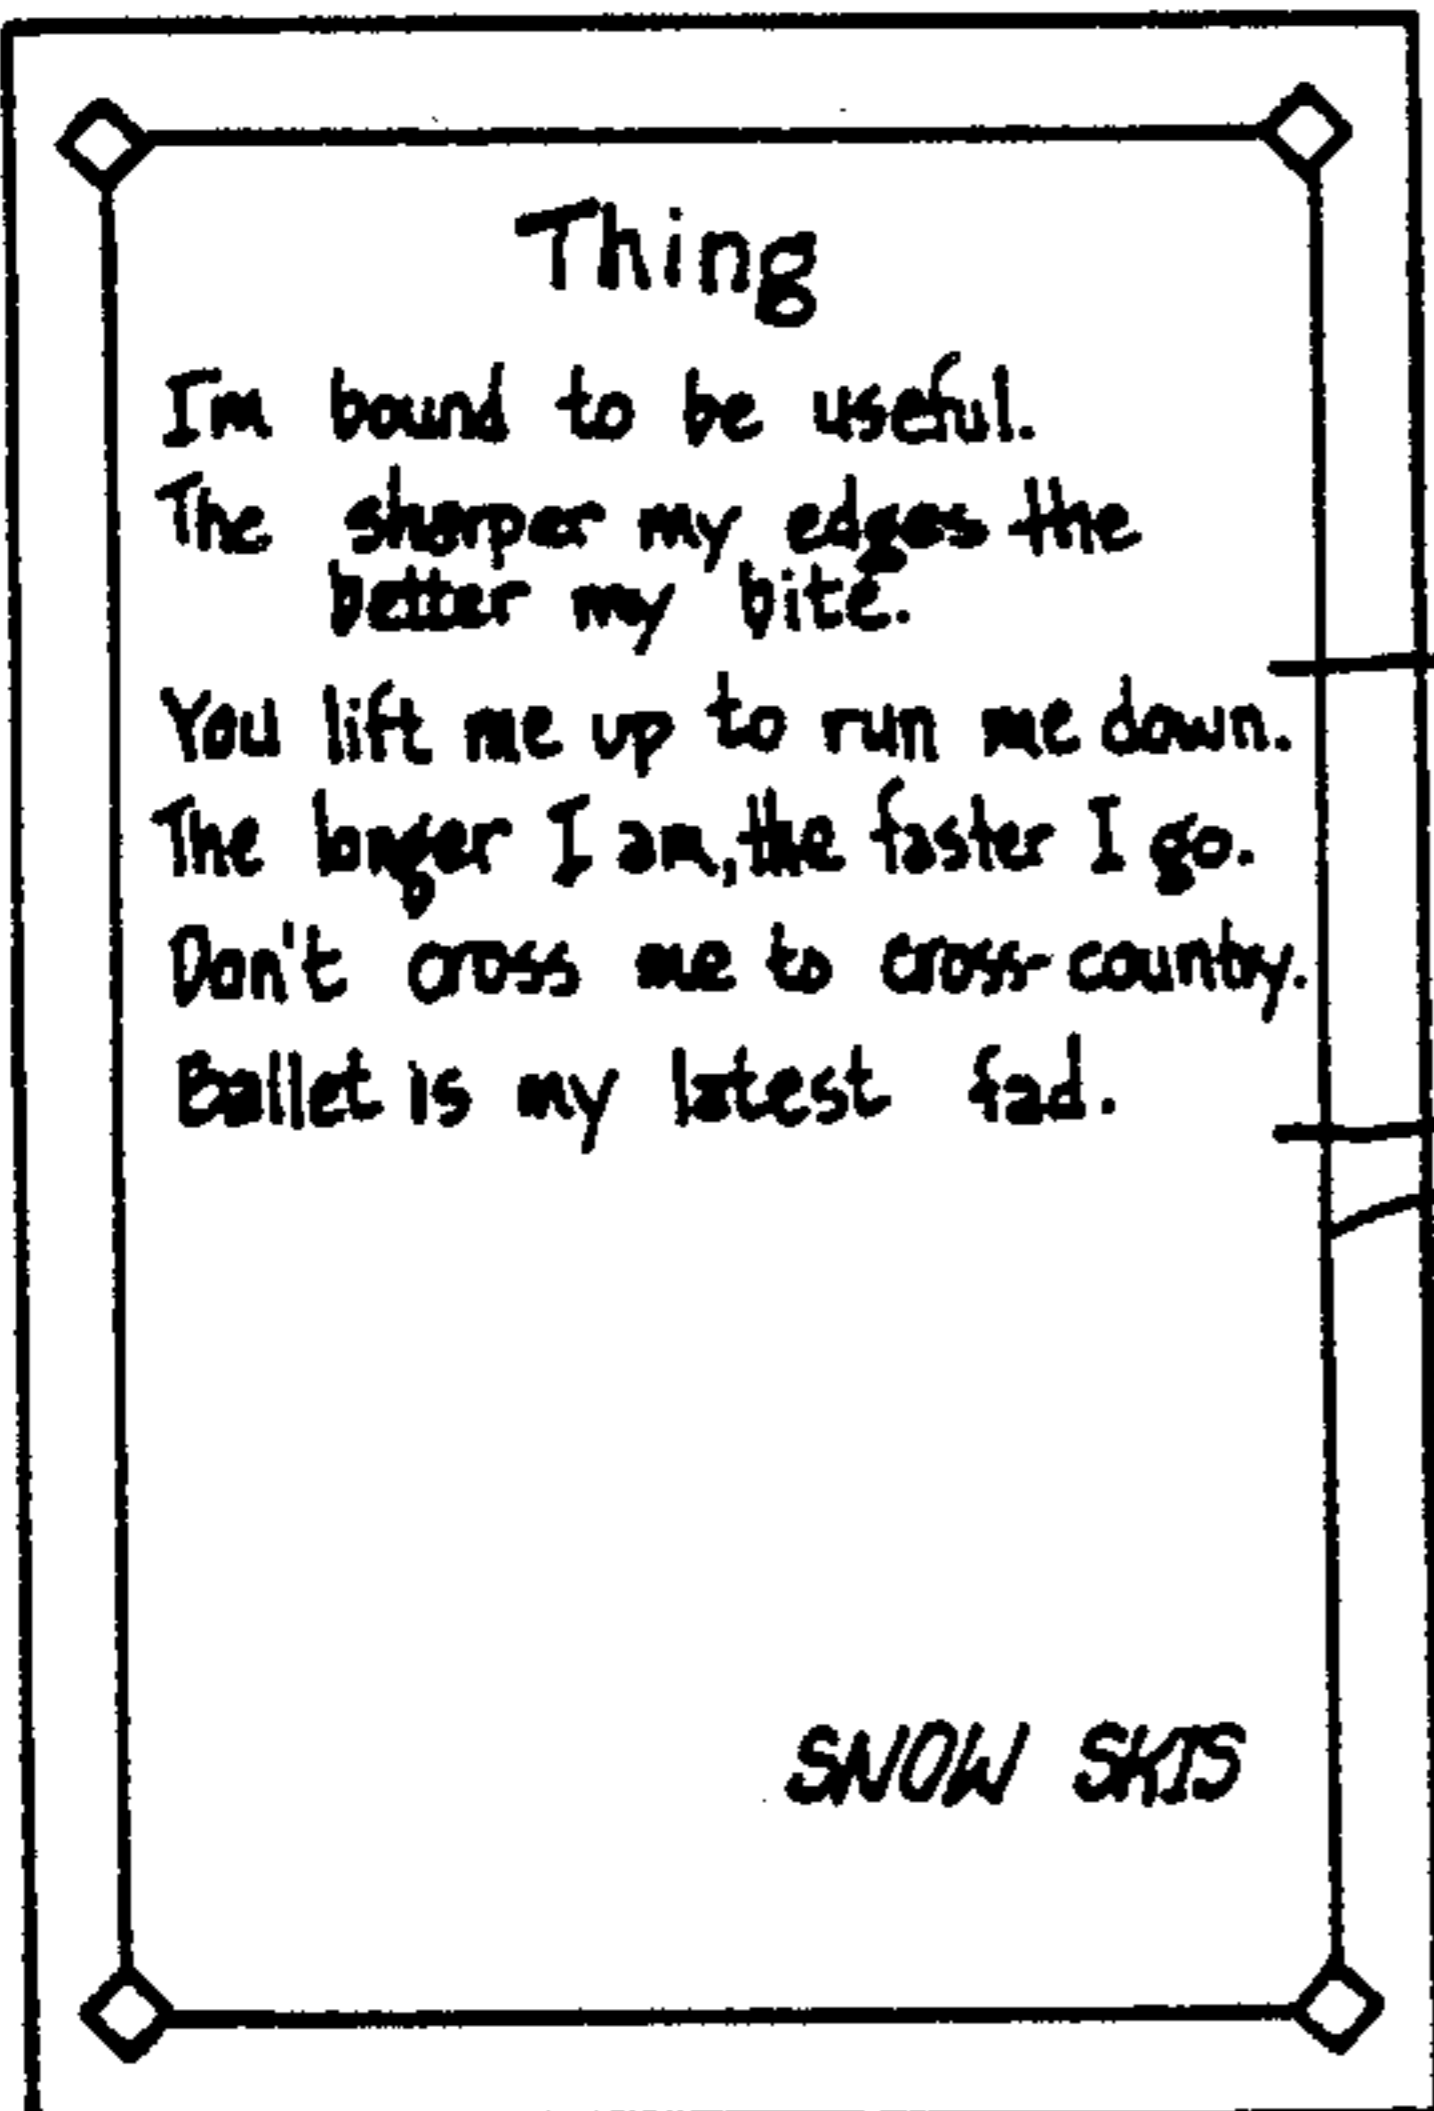 Thing
I'm bound to be useful.
The sharper my edges the
better my bite.
You lift me up to run me down.
The longer I am, the faster I go.
Don't cross me to cross-country.
Ballet is my latest fad.
SNOW SKIS